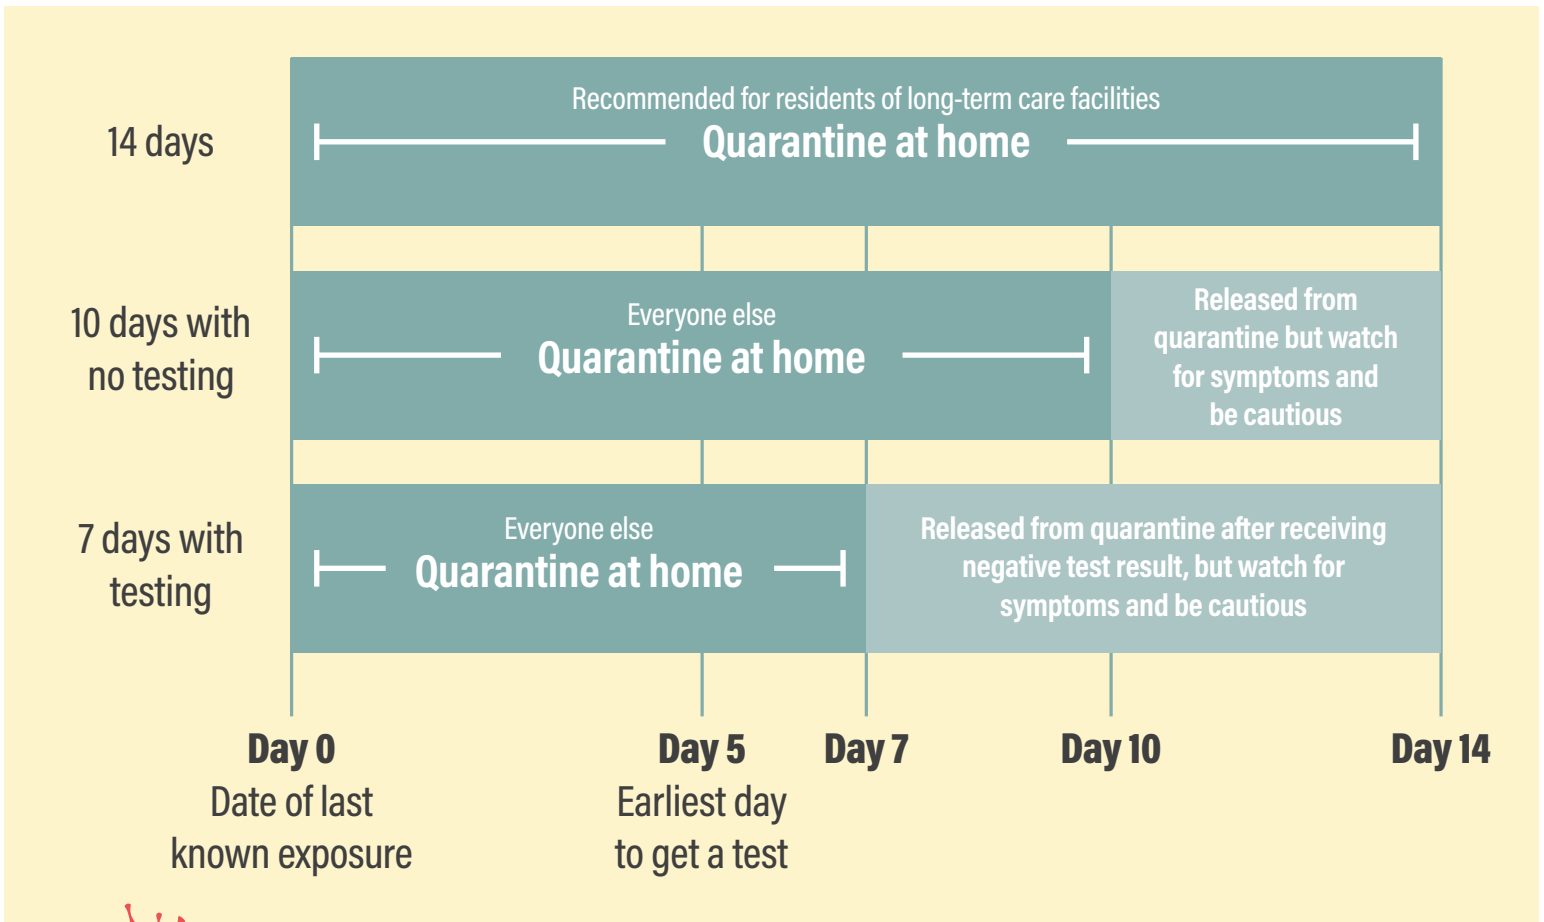 Recommended for residents of long-term care facilities
14 days
Quarantine at home
Everyone else
10 days with
no testing
Quarantine at home
Released from
quarantine but watch
for symptoms and
be cautious
Everyone else
7 days with
testing
Quarantine at home
Released from quarantine after receiving
negative test result, but watch for
symptoms and be cautious
Day 0
Date of last
known exposure
Day 5
Earliest day
to get a test
Day 7
Day 10
Day 14